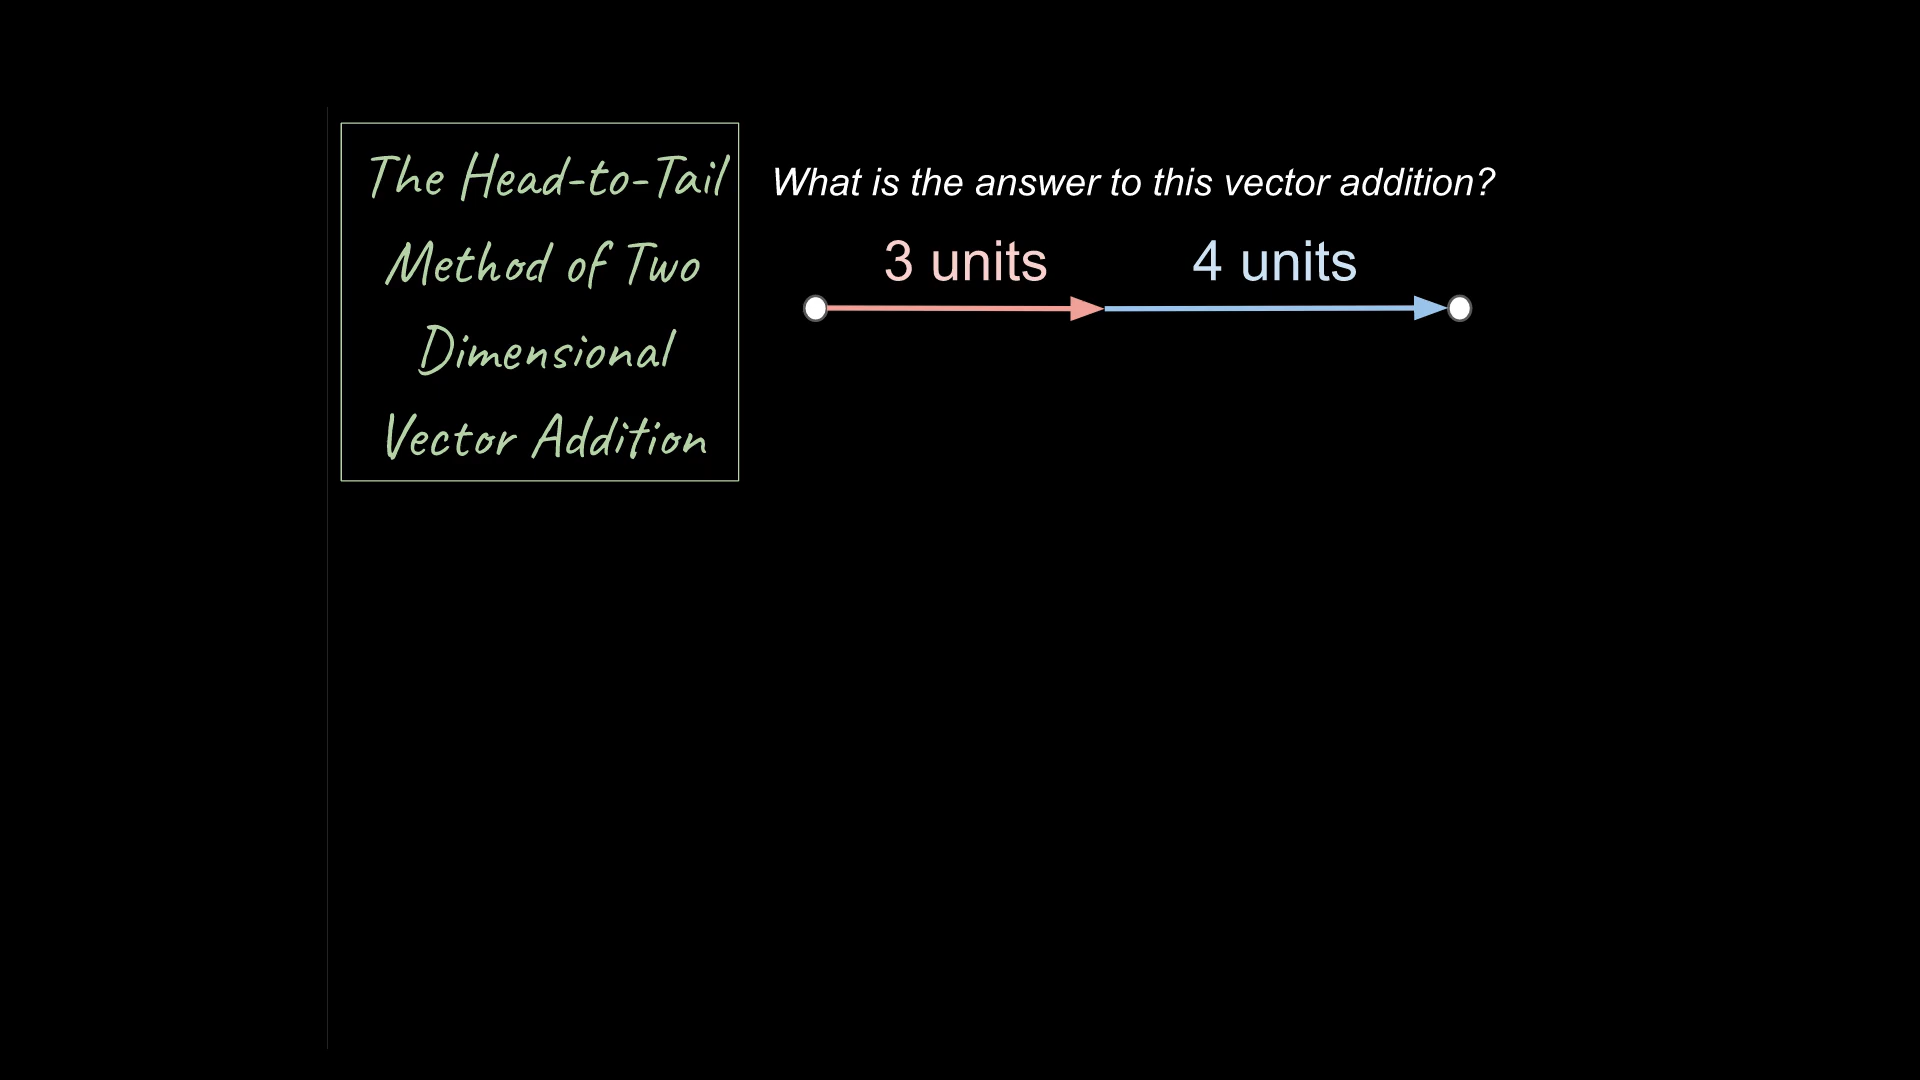 The Head-to-Tail
Method of Two
Dimensional
Vector Addition
What is the answer to this vector addition?
3 units
4 units